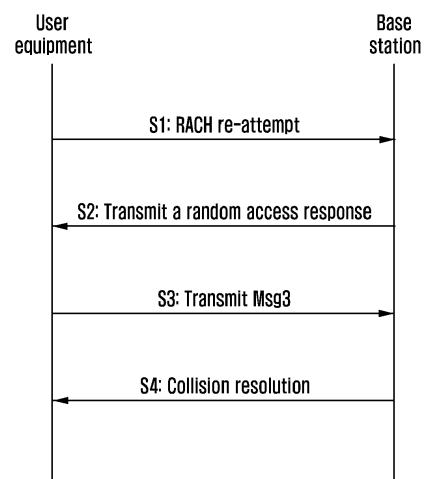 User
equipment
Base
station
S1: RACH re-attempt
S2: Transmit a random access response
S3: Transmit Msg3
S4: Collision resolution